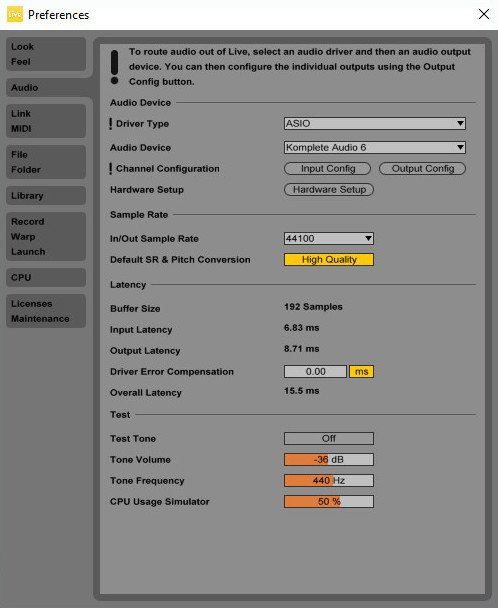 Live Preferences
Look
Feel
Audio
Link
MIDI
File
Folder
Library
Record
Warp
Launch
CPU
Licenses
Maintenance
! To route audio out of Live, select an audio driver and then an audio output
device. You can then configure the individual outputs using the Output
Config button.
Audio Device
! Driver Type ASIO
Audio Device Komplete Audio 6
! Channel Configuration Input Config Output Config
Hardware Setup Hardware Setup
Sample Rate
In/Out Sample Rate 44100
Default SR & Pitch Conversion High Quality
Latency
Buffer Size 192 Samples
Input Latency 6.83 ms
Output Latency 8.71 ms
Driver Error Compensation 0.00 ms
Overall Latency 15.5 ms
Test
Test Tone Off
Tone Volume -36 dB
Tone Frequency 440 Hz
CPU Usage Simulator 50 %